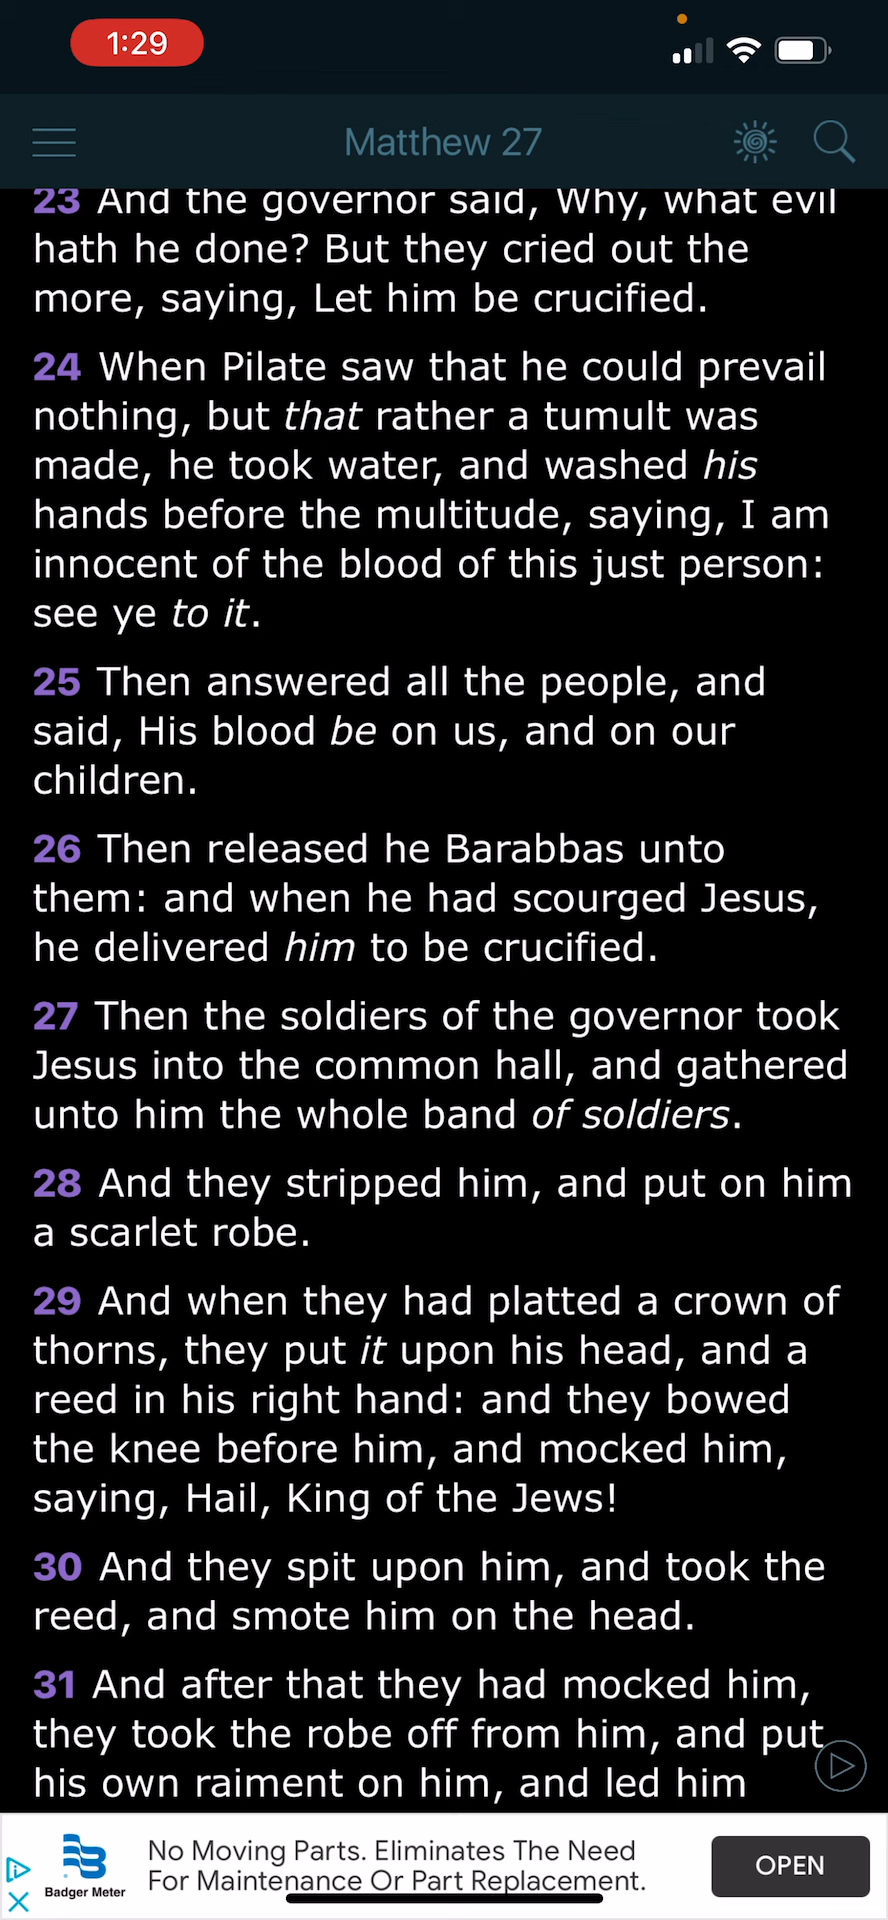 1:29
Matthew 27
23 And the governor said, Why, what evil
hath he done? But they cried out the
more, saying, Let him be crucified.
24 When Pilate saw that he could prevail
nothing, but that rather a tumult was
made, he took water, and washed his
hands before the multitude, saying, I am
innocent of the blood of this just person:
see ye to it.
25 Then answered all the people, and
said, His blood be on us, and on our
children.
26 Then released he Barabbas unto
them: and when he had scourged Jesus,
he delivered him to be crucified.
27 Then the soldiers of the governor took
Jesus into the common hall, and gathered
unto him the whole band of soldiers.
28 And they stripped him, and put on him
a scarlet robe.
29 And when they had platted a crown of
thorns, they put it upon his head, and a
reed in his right hand: and they bowed
the knee before him, and mocked him,
saying, Hail, King of the Jews!
30 And they spit upon him, and took the
reed, and smote him on the head.
31 And after that they had mocked him,
they took the robe off from him, and put
his own raiment on him, and led him
Badger Meter
No Moving Parts. Eliminates The Need
For Maintenance Or Part Replacement.
OPEN